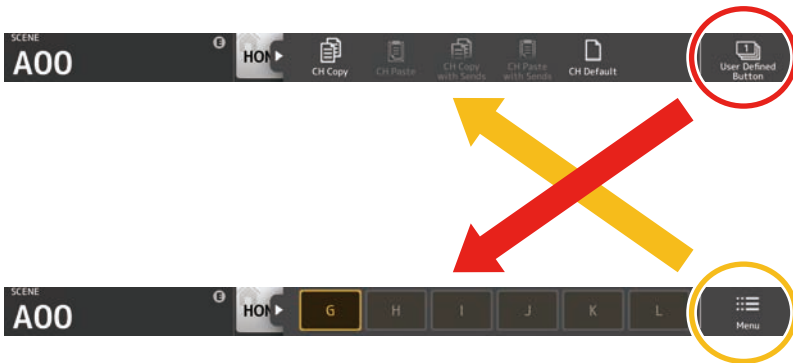 SCENE
A00
E
HOM
CH Copy
CH Paste
CH Copy
with Sends
CH Paste
with Sends
CH Default
1
User Defined
Button
SCENE
A00
E
HOM
G
H
I
J
K
L
Menu